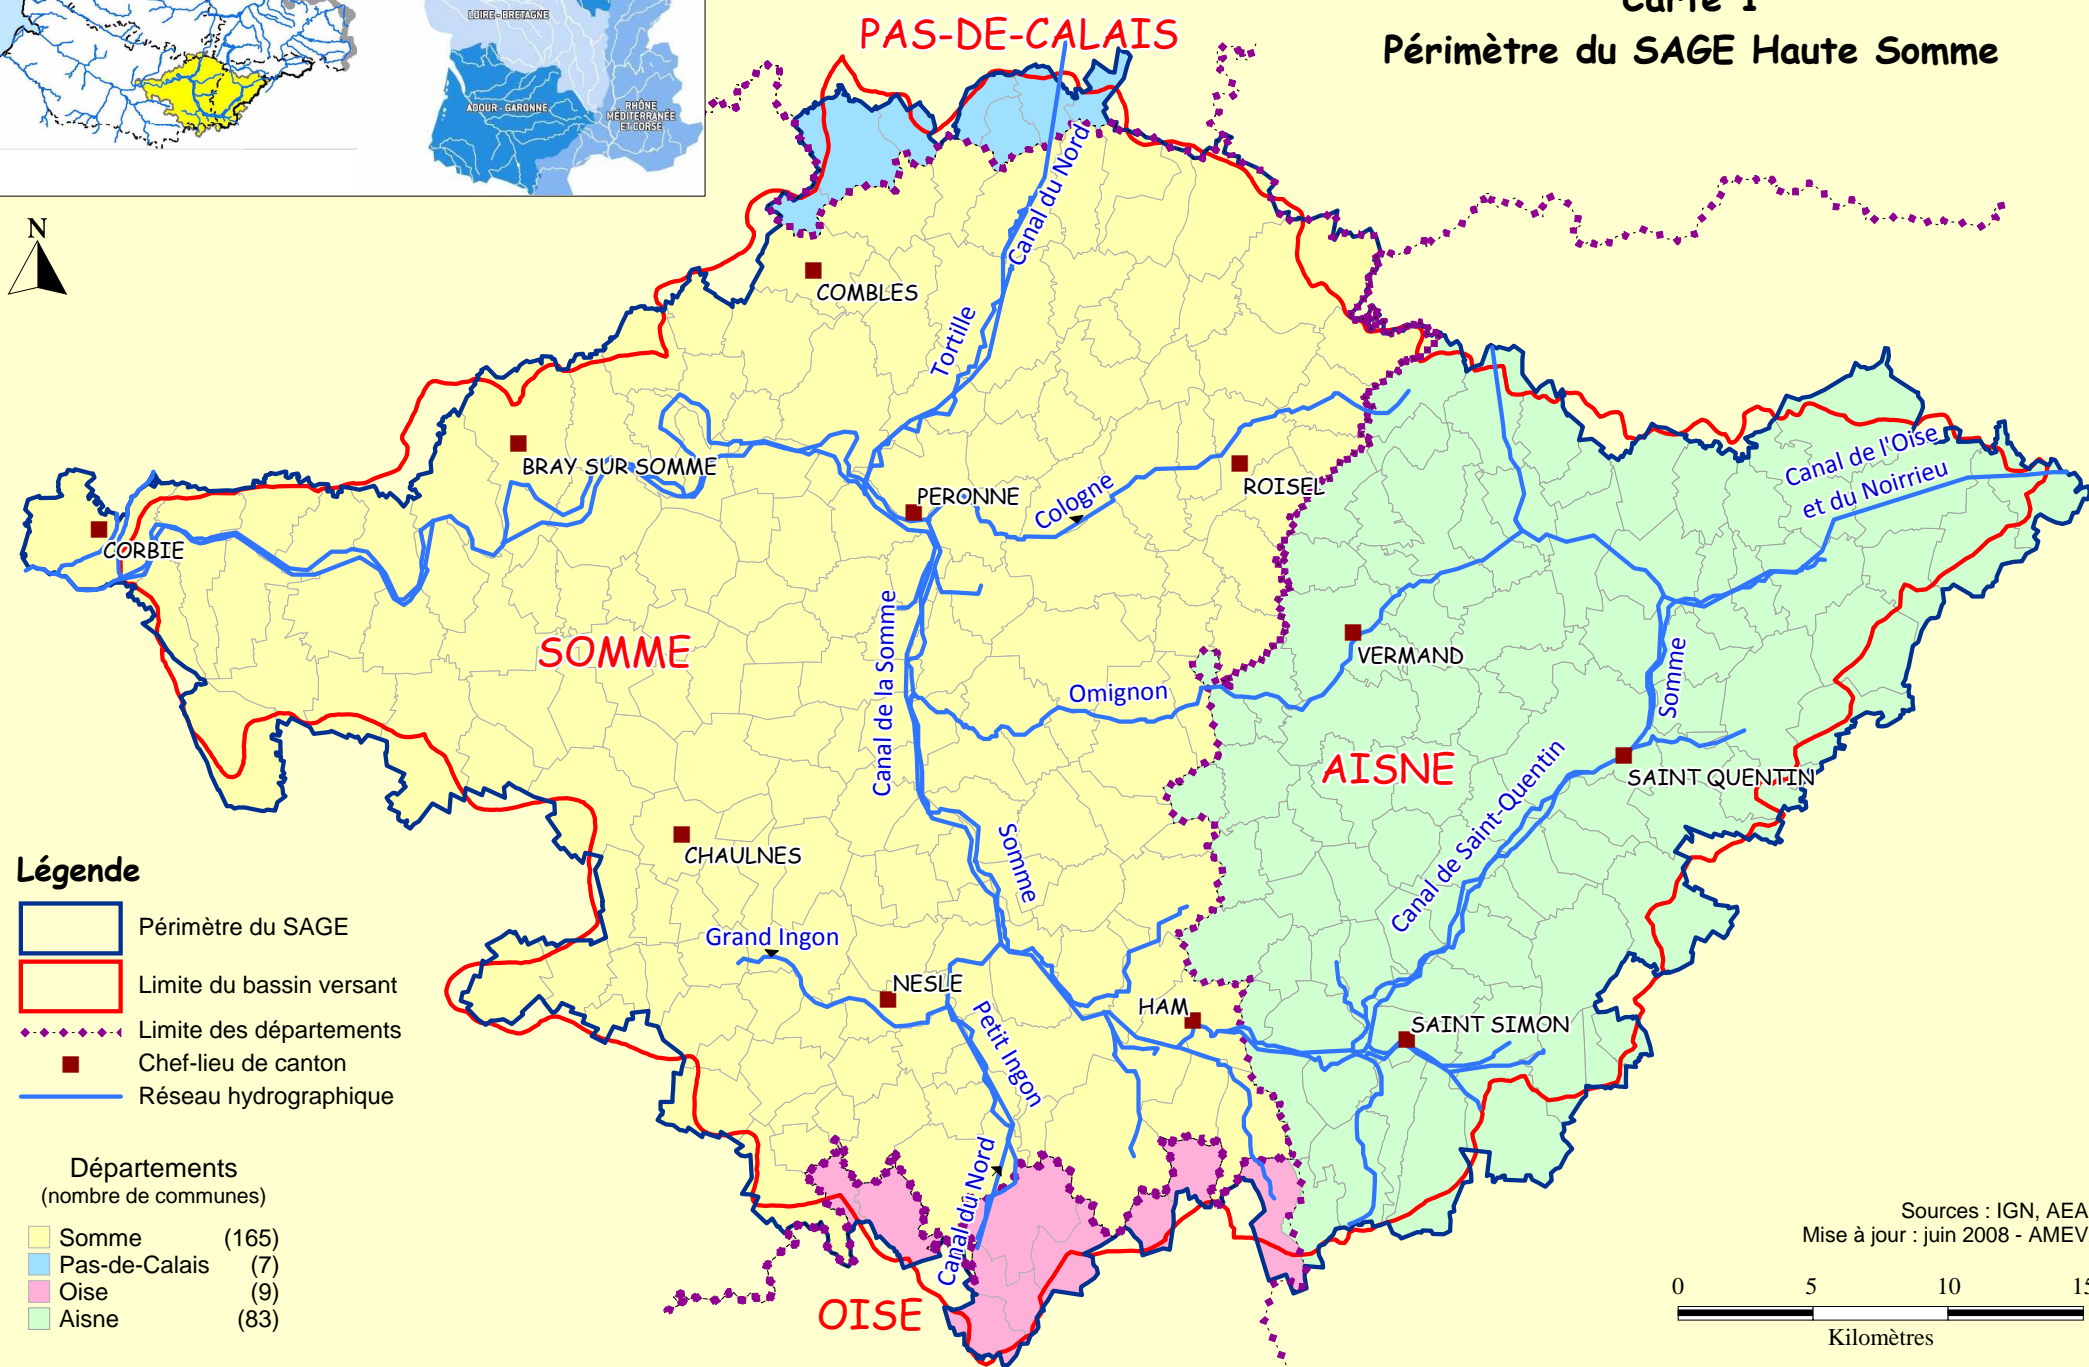 Carte 1
Périmètre du SAGE Haute Somme
LOIRE - BRETAGNE
ADOUR - GARONNE
RHÔNE
MÉDITERRANÉE
ET CORSE
N
PAS-DE-CALAIS
Canal du Nord
COMBLES
Tortille
BRAY SUR SOMME
PERONNE
Cologne
ROISEL
Canal de l'Oise
et du Noirrieu
CORBIE
SOMME
Canal de la Somme
Omignon
VERMAND
Somme
AISNE
SAINT QUENTIN
Canal de Saint-Quentin
CHAULNES
Somme
Grand Ingon
NESLE
HAM
SAINT SIMON
Petit Ingon
Canal du Nord
OISE
Légende
Périmètre du SAGE
Limite du bassin versant
Limite des départements
Chef-lieu de canton
Réseau hydrographique
Départements
(nombre de communes)
Somme (165)
Pas-de-Calais (7)
Oise (9)
Aisne (83)
Sources : IGN, AEA
Mise à jour : juin 2008 - AMEV
0 5 10 15
Kilomètres